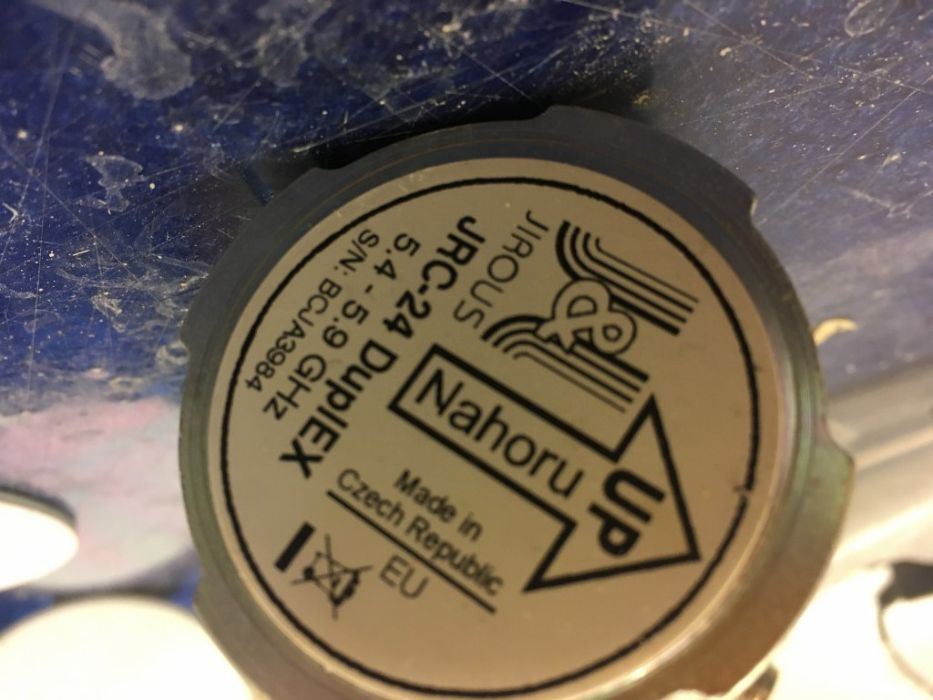 UP
Nahoru
&
JIROUS
JRC-24 DuplEX
5.4 - 5.9 GHz
S/N: BCJA3984
Made in
Czech Republic
EU